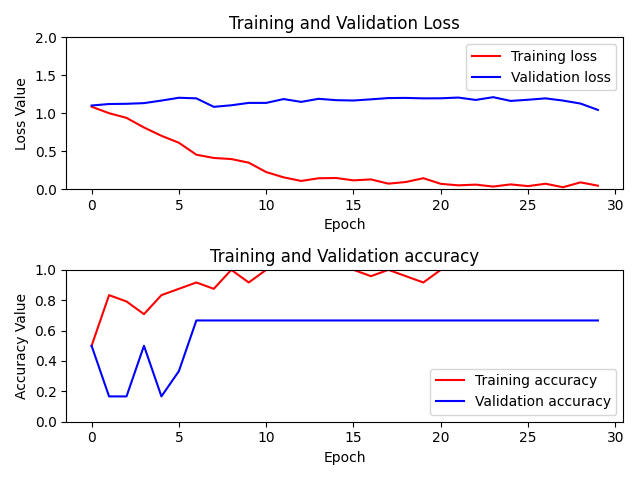 Training and Validation Loss
2.0
1.5
1.0
0.5
0.0
Loss Value
Training loss
Validation loss
0 5 10 15 20 25 30
Epoch
Training and Validation accuracy
1.0
0.8
0.6
0.4
0.2
0.0
Accuracy Value
Training accuracy
Validation accuracy
0 5 10 15 20 25 30
Epoch